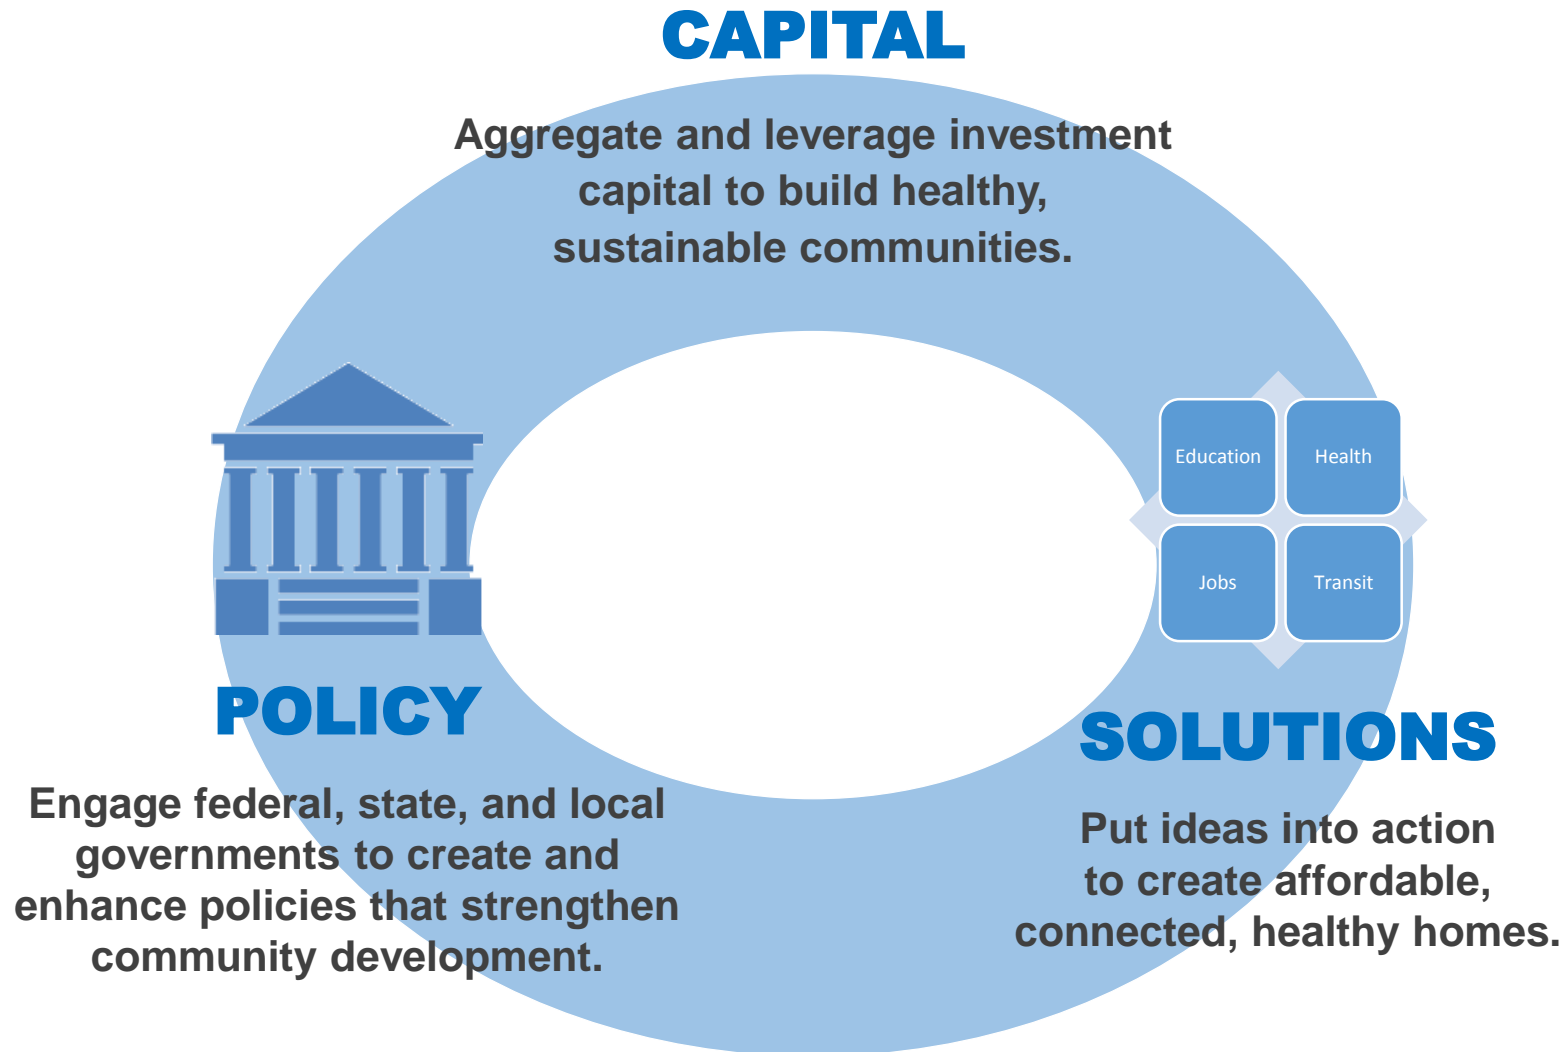 CAPITAL
Aggregate and leverage investment
capital to build healthy,
sustainable communities.
Education
Health
Jobs
Transit
POLICY
Engage federal, state, and local
governments to create and
enhance policies that strengthen
community development.
SOLUTIONS
Put ideas into action
to create affordable,
connected, healthy homes.